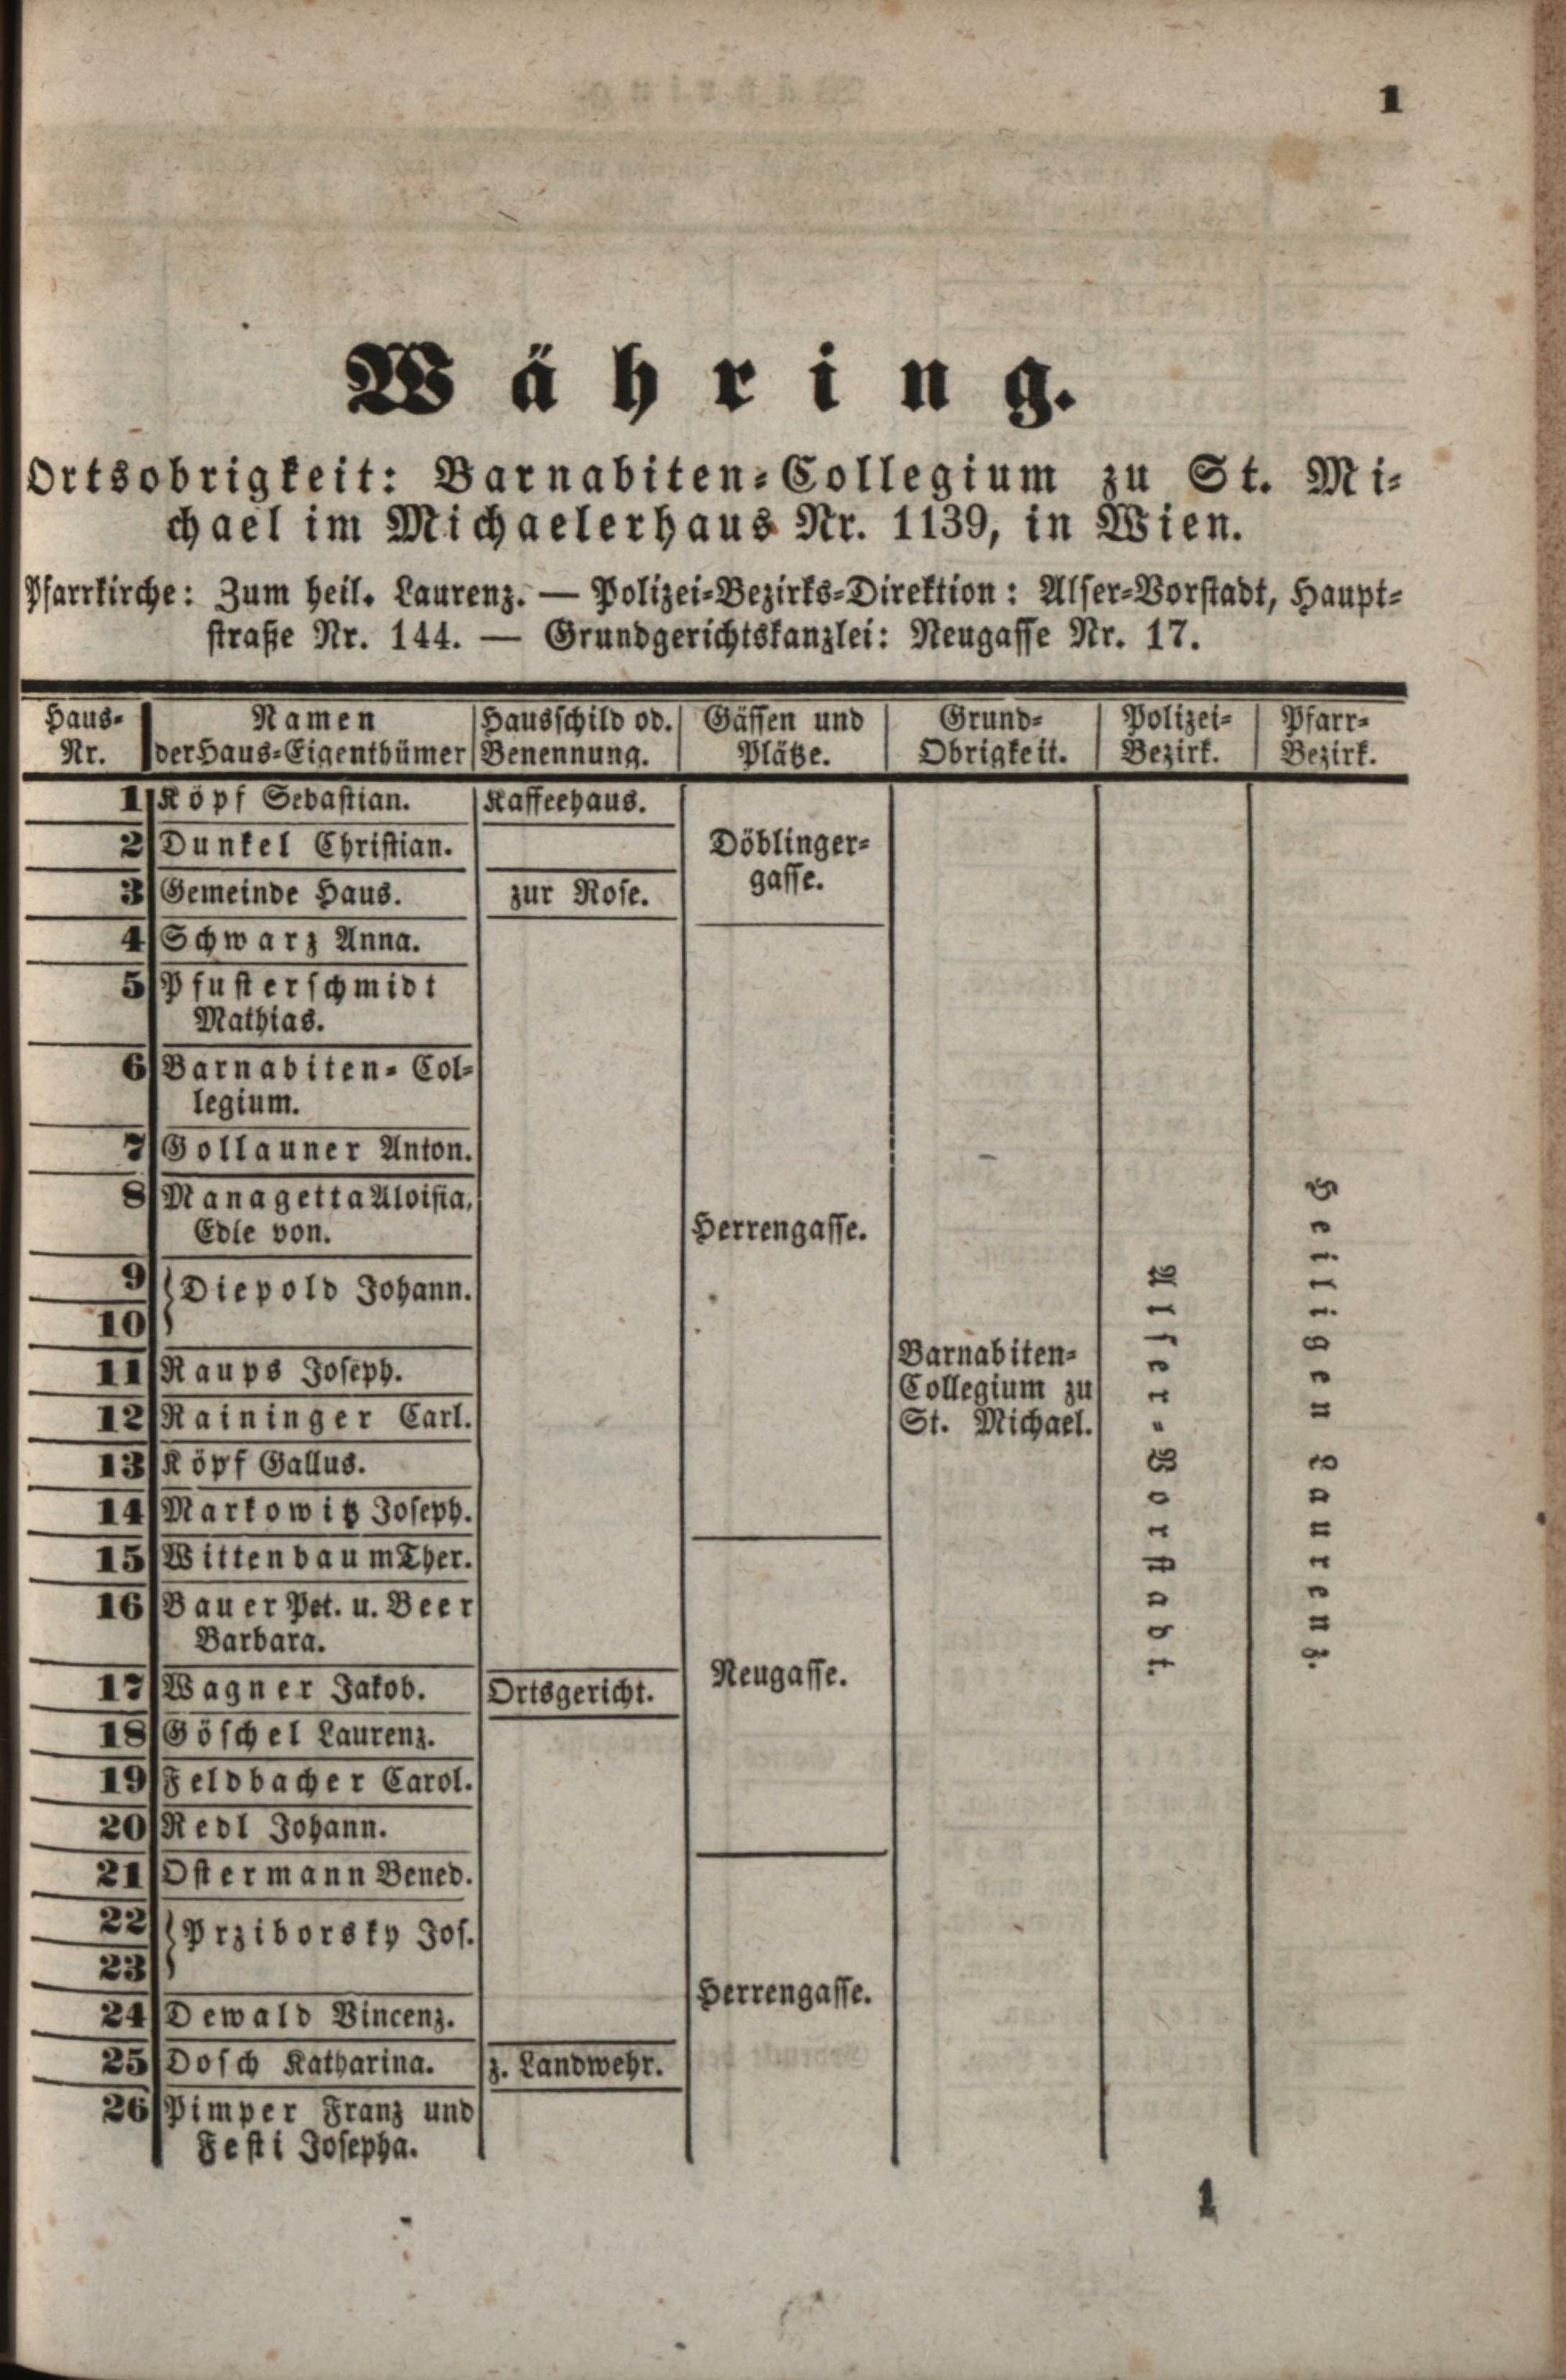 1
Währing.
Ortsobrigkeit: Barnabiten-Collegium zu St. Mi-
chael im Michaelerhaus Nr. 1139, in Wien.
Pfarrkirche: Zum heil. Laurenz. — Polizei-Bezirks-Direktion: Alser-Vorstadt, Haupt-
straße Nr. 144. — Grundgerichtskanzlei: Neugasse Nr. 17.
Haus- Namen Hausschild od. Gässen und Grund- Polizei- Pfarr-
Nr. der Haus-Eigenthümer Benennung. Plätze. Obrigkeit. Bezirk. Bezirk.
1 Köpf Sebastian. Kaffeehaus.
2 Dunkel Christian. Döblinger-
gasse.
3 Gemeinde Haus. zur Rose.
4 Schwarz Anna.
5 Pfusterschmidt
Mathias.
6 Barnabiten-Col-
legium.
7 Gollauner Anton.
8 Managetta Aloisia,
Edle von. Herrengasse.
9 Diepold Johann.
10
11 Raups Joseph. Barnabiten-
Collegium zu
12 Raininger Carl. St. Michael.
13 Köpf Gallus. Alser-Vorstadt. Heiligen Laurenz.
14 Markowitz Joseph.
15 Wittenbaum Ther.
16 Bauer Pet. u. Beer
Barbara.
17 Wagner Jakob. Ortsgericht. Neugasse.
18 Göschel Laurenz.
19 Feldbacher Carol.
20 Redl Johann.
21 Ostermann Bened.
22 Prziborsky Jos.
23
24 Dewald Vincenz. Herrengasse.
25 Dosch Katharina. z. Landwehr.
26 Pimper Franz und
Festi Josepha.
1